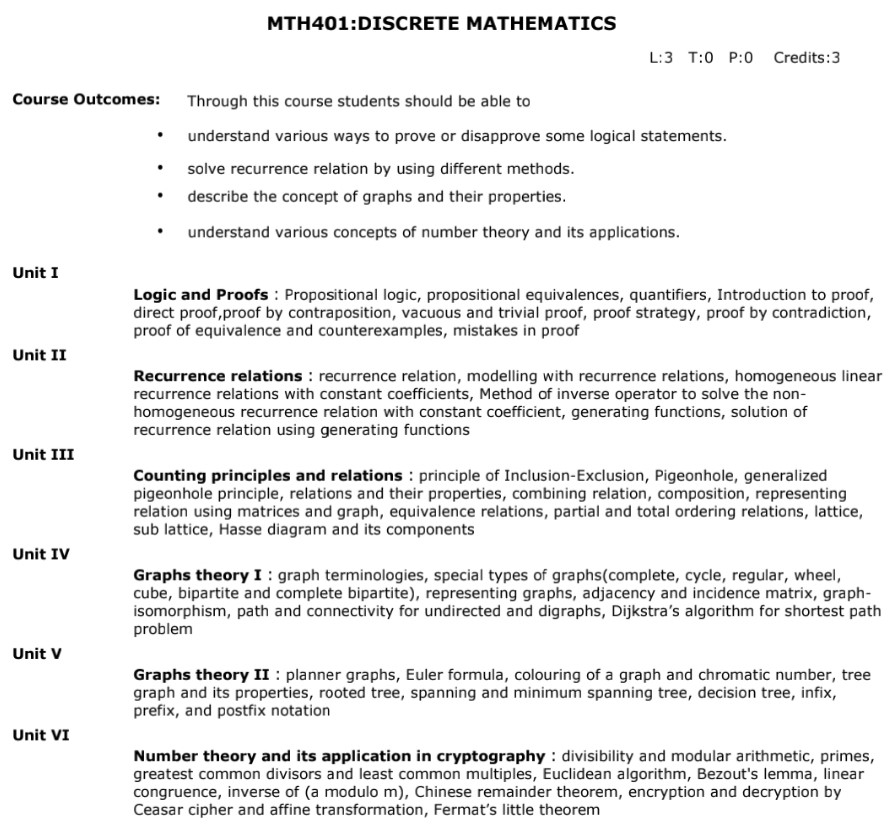 MTH401:DISCRETE MATHEMATICS
L:3 T:0 P:0 Credits:3
Course Outcomes: Through this course students should be able to
• understand various ways to prove or disapprove some logical statements.
• solve recurrence relation by using different methods.
• describe the concept of graphs and their properties.
• understand various concepts of number theory and its applications.
Unit I
Logic and Proofs : Propositional logic, propositional equivalences, quantifiers, Introduction to proof,
direct proof,proof by contraposition, vacuous and trivial proof, proof strategy, proof by contradiction,
proof of equivalence and counterexamples, mistakes in proof
Unit II
Recurrence relations : recurrence relation, modelling with recurrence relations, homogeneous linear
recurrence relations with constant coefficients, Method of inverse operator to solve the non-
homogeneous recurrence relation with constant coefficient, generating functions, solution of
recurrence relation using generating functions
Unit III
Counting principles and relations : principle of Inclusion-Exclusion, Pigeonhole, generalized
pigeonhole principle, relations and their properties, combining relation, composition, representing
relation using matrices and graph, equivalence relations, partial and total ordering relations, lattice,
sub lattice, Hasse diagram and its components
Unit IV
Graphs theory I : graph terminologies, special types of graphs(complete, cycle, regular, wheel,
cube, bipartite and complete bipartite), representing graphs, adjacency and incidence matrix, graph-
isomorphism, path and connectivity for undirected and digraphs, Dijkstra's algorithm for shortest path
problem
Unit V
Graphs theory II : planner graphs, Euler formula, colouring of a graph and chromatic number, tree
graph and its properties, rooted tree, spanning and minimum spanning tree, decision tree, infix,
prefix, and postfix notation
Unit VI
Number theory and its application in cryptography : divisibility and modular arithmetic, primes,
greatest common divisors and least common multiples, Euclidean algorithm, Bezout's lemma, linear
congruence, inverse of (a modulo m), Chinese remainder theorem, encryption and decryption by
Ceasar cipher and affine transformation, Fermat's little theorem